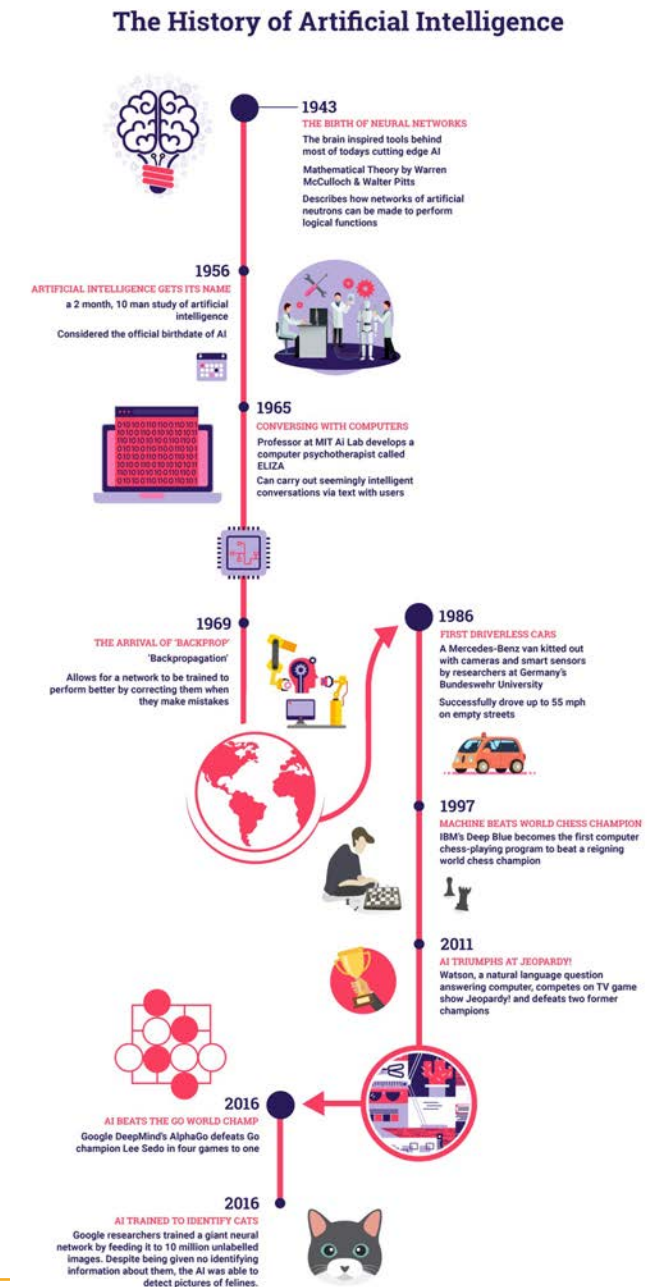 The History of Artificial Intelligence
1943
THE BIRTH OF NEURAL NETWORKS
The brain inspired tools behind
most of todays cutting edge AI
Mathematical Theory by Warren
McCulloch & Walter Pitts
Describes how networks of artificial
neutrons can be made to perform
logical functions
1956
ARTIFICIAL INTELLIGENCE GETS ITS NAME
a 2 month, 10 man study of artificial
intelligence
Considered the official birthdate of AI
1965
CONVERSING WITH COMPUTERS
Professor at MIT Ai Lab develops a
computer psychotherapist called
ELIZA
Can carry out seemingly intelligent
conversations via text with users
1969
THE ARRIVAL OF 'BACKPROP'
'Backpropagation'
Allows for a network to be trained to
perform better by correcting them when
they make mistakes
1986
FIRST DRIVERLESS CARS
A Mercedes-Benz van kitted out
with cameras and smart sensors
by researchers at Germany's
Bundeswehr University
Successfully drove up to 55 mph
on empty streets
1997
MACHINE BEATS WORLD CHESS CHAMPION
IBM's Deep Blue becomes the first computer
chess-playing program to beat a reigning
world chess champion
2011
AI TRIUMPHS AT JEOPARDY!
Watson, a natural language question
answering computer, competes on TV game
show Jeopardy! and defeats two former
champions
2016
AI BEATS THE GO WORLD CHAMP
Google DeepMind's AlphaGo defeats Go
champion Lee Sedo in four games to one
2016
AI TRAINED TO IDENTIFY CATS
Google researchers trained a giant neural
network by feeding it to 10 million unlabelled
images. Despite being given no identifying
information about them, the AI was able to
detect pictures of felines.